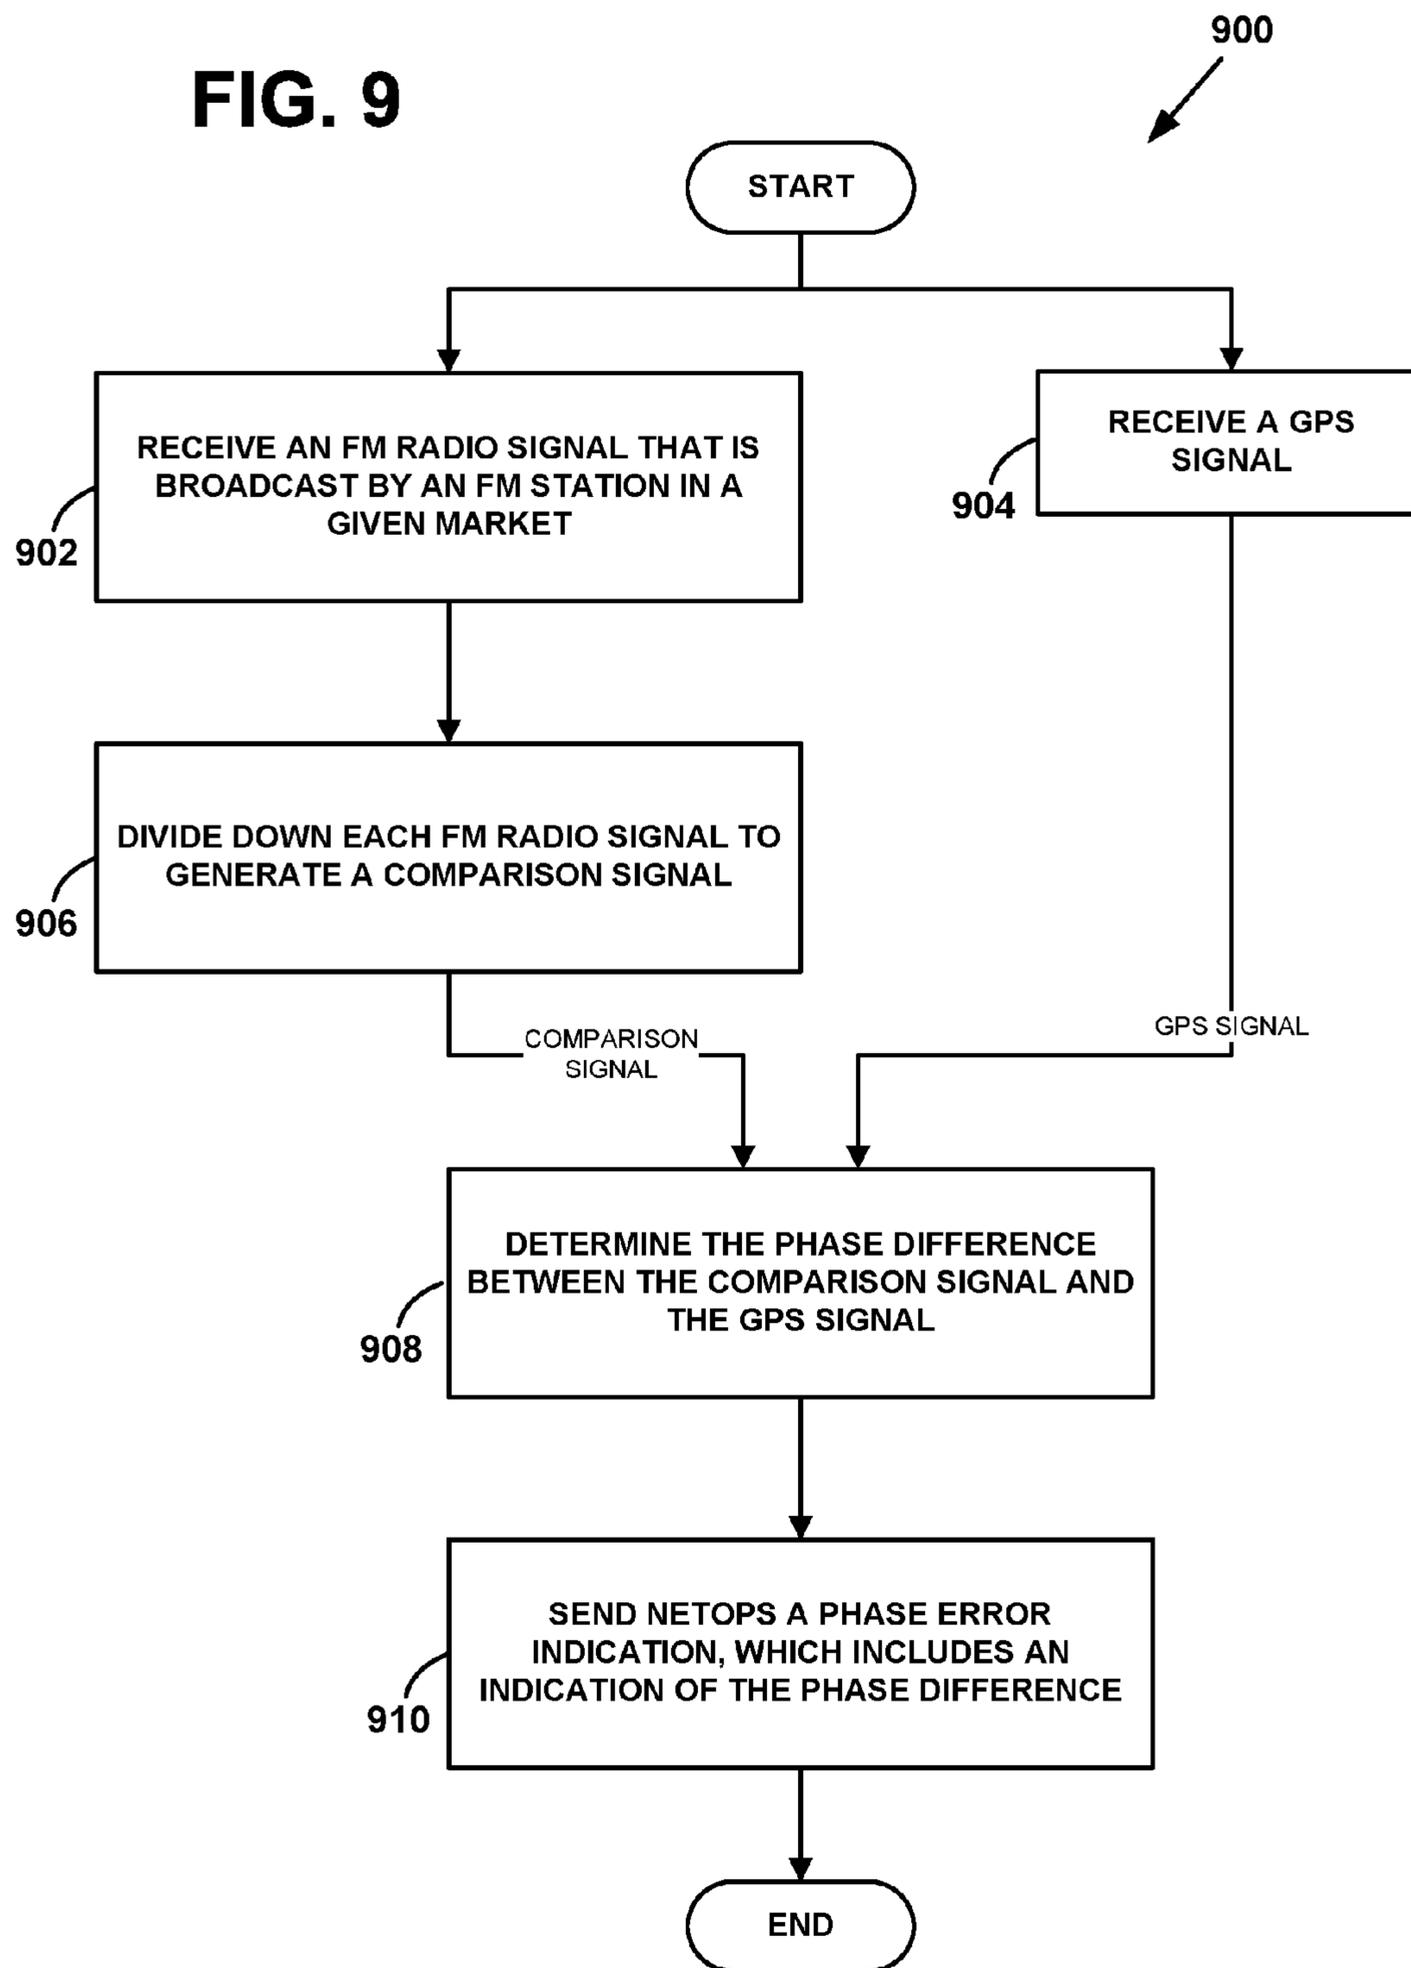 900
FIG. 9
START
RECEIVE AN FM RADIO SIGNAL THAT IS
BROADCAST BY AN FM STATION IN A
GIVEN MARKET
902
RECEIVE A GPS
SIGNAL
904
DIVIDE DOWN EACH FM RADIO SIGNAL TO
GENERATE A COMPARISON SIGNAL
906
COMPARISON
SIGNAL
GPS SIGNAL
DETERMINE THE PHASE DIFFERENCE
BETWEEN THE COMPARISON SIGNAL AND
THE GPS SIGNAL
908
SEND NETOPS A PHASE ERROR
INDICATION, WHICH INCLUDES AN
INDICATION OF THE PHASE DIFFERENCE
910
END